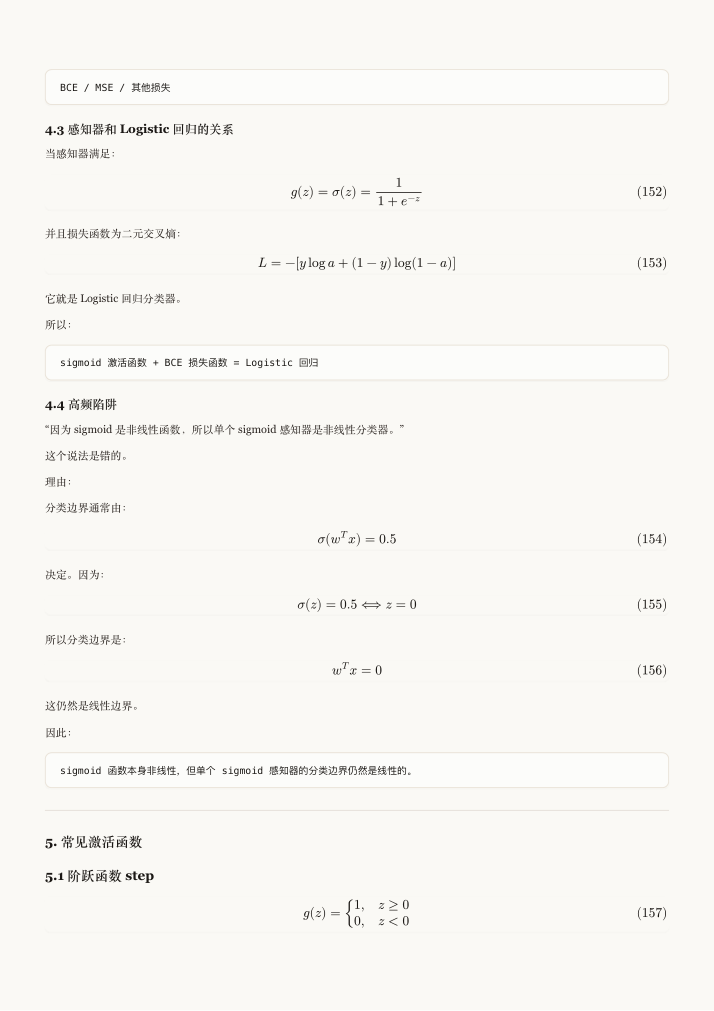 BCE / MSE / 其他损失
4.3 感知器和 Logistic 回归的关系
当感知器满足：
g(z) = σ(z) = 1 / (1 + e^{-z}) (152)
并且损失函数为二元交叉熵：
L = −[y log a + (1 − y) log(1 − a)] (153)
它就是 Logistic 回归分类器。
所以：
sigmoid 激活函数 + BCE 损失函数 = Logistic 回归
4.4 高频陷阱
“因为 sigmoid 是非线性函数，所以单个 sigmoid 感知器是非线性分类器。”
这个说法是错的。
理由：
分类边界通常由：
σ(w^T x) = 0.5 (154)
决定。因为：
σ(z) = 0.5 ⟺ z = 0 (155)
所以分类边界是：
w^T x = 0 (156)
这仍然是线性边界。
因此：
sigmoid 函数本身非线性，但单个 sigmoid 感知器的分类边界仍然是线性的。
5. 常见激活函数
5.1 阶跃函数 step
g(z) = { 1, z ≥ 0
0, z < 0 (157)